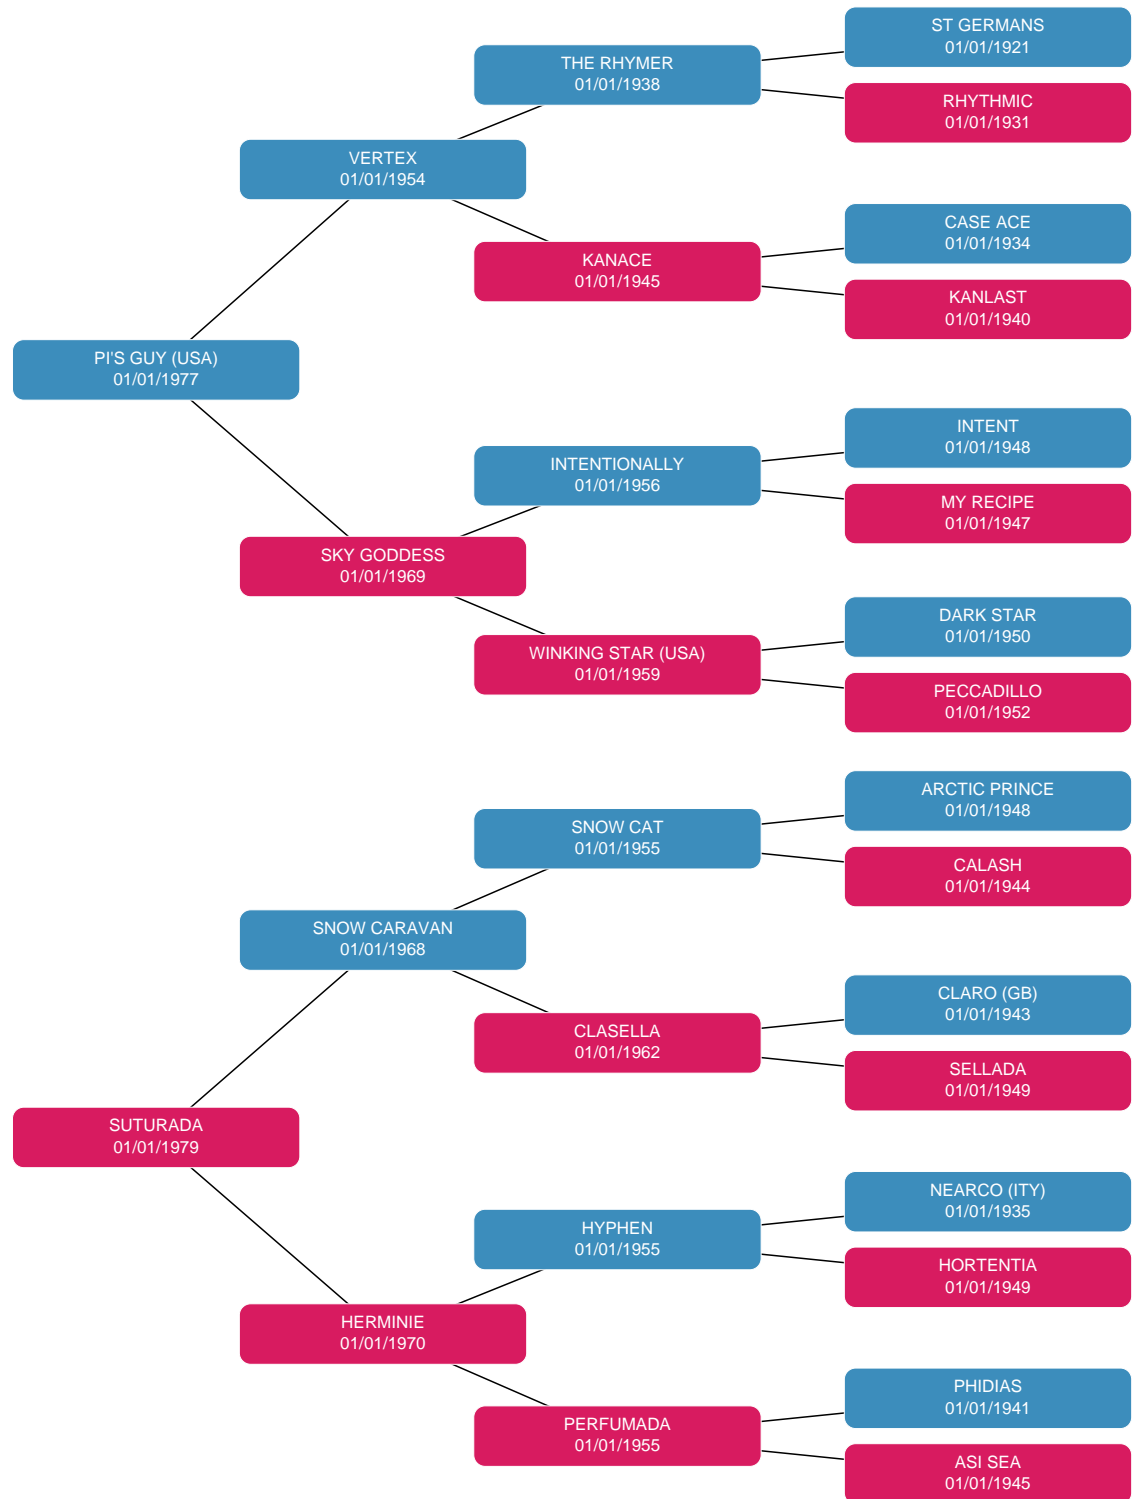 ST GERMANS
01/01/1921
THE RHYMER
01/01/1938
RHYTHMIC
01/01/1931
VERTEX
01/01/1954
CASE ACE
01/01/1934
KANACE
01/01/1945
KANLAST
01/01/1940
PI'S GUY (USA)
01/01/1977
INTENT
01/01/1948
INTENTIONALLY
01/01/1956
MY RECIPE
01/01/1947
SKY GODDESS
01/01/1969
DARK STAR
01/01/1950
WINKING STAR (USA)
01/01/1959
PECCADILLO
01/01/1952
ARCTIC PRINCE
01/01/1948
SNOW CAT
01/01/1955
CALASH
01/01/1944
SNOW CARAVAN
01/01/1968
CLARO (GB)
01/01/1943
CLASELLA
01/01/1962
SELLADA
01/01/1949
SUTURADA
01/01/1979
NEARCO (ITY)
01/01/1935
HYPHEN
01/01/1955
HORTENTIA
01/01/1949
HERMINIE
01/01/1970
PHIDIAS
01/01/1941
PERFUMADA
01/01/1955
ASI SEA
01/01/1945